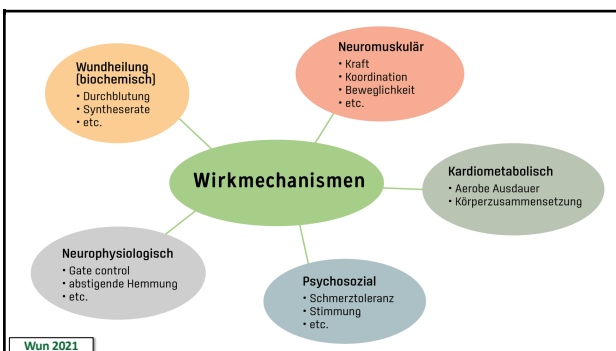 Wundheilung
(biochemisch)
• Durchblutung
• Syntheserate
• etc.
Neuromuskulär
• Kraft
• Koordination
• Beweglichkeit
• etc.
Wirkmechanismen
Kardiometabolisch
• Aerobe Ausdauer
• Körperzusammensetzung
Neurophysiologisch
• Gate control
• abstigende Hemmung
• etc.
Psychosozial
• Schmerztoleranz
• Stimmung
• etc.
Wun 2021